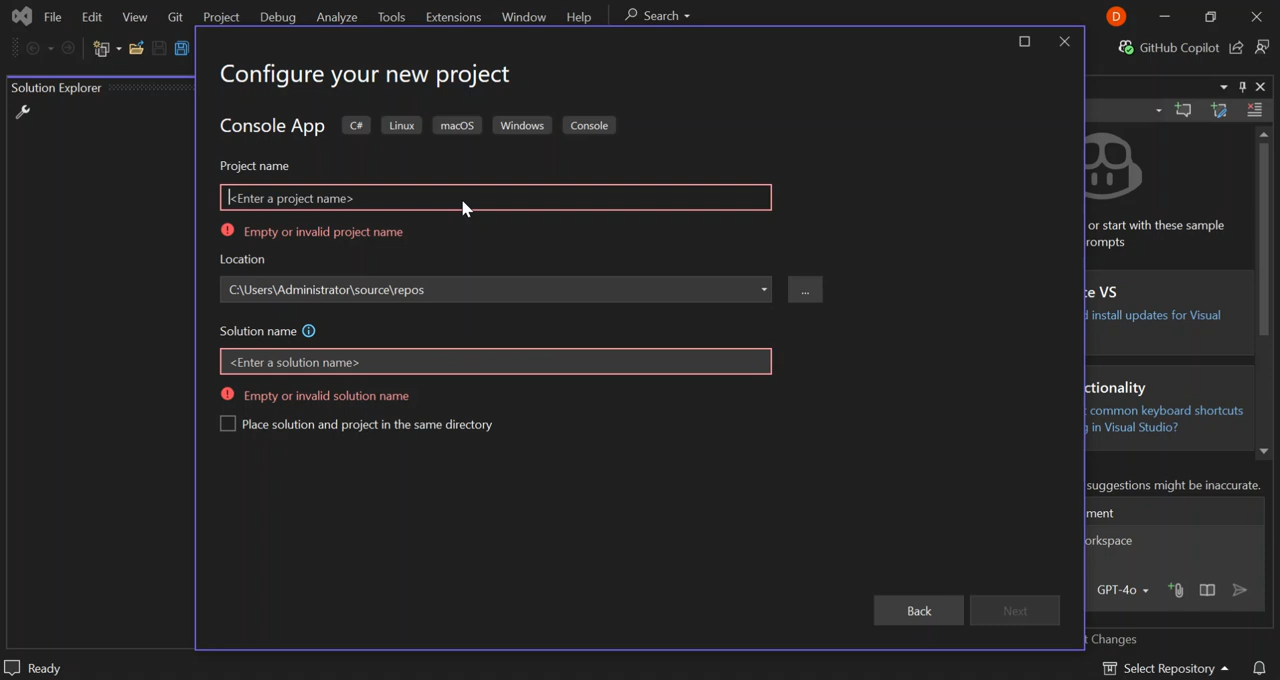 File Edit View Git Project Debug Analyze Tools Extensions Window Help Search
D
GitHub Copilot
Solution Explorer
Configure your new project
Console App C# Linux macOS Windows Console
Project name
<Enter a project name>
Empty or invalid project name
Location
C:\Users\Administrator\source\repos
...
Solution name
<Enter a solution name>
Empty or invalid solution name
Place solution and project in the same directory
Back Next
or start with these sample
rompts
ce VS
install updates for Visual
ctionality
common keyboard shortcuts
in Visual Studio?
suggestions might be inaccurate.
ment
orkspace
GPT-4o
Changes
Ready
Select Repository